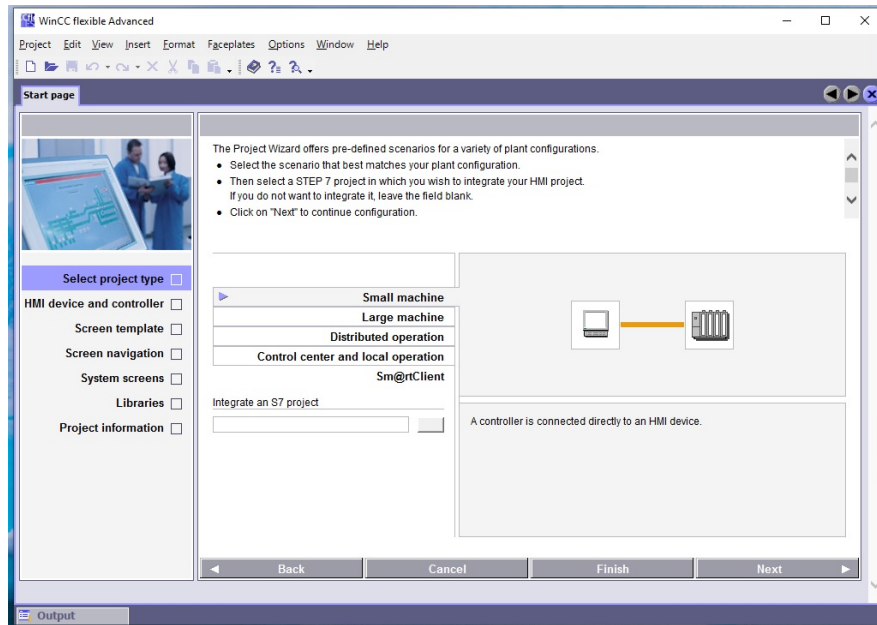 WinCC flexible Advanced
Project Edit View Insert Format Faceplates Options Window Help
Start page
The Project Wizard offers pre-defined scenarios for a variety of plant configurations.
• Select the scenario that best matches your plant configuration.
• Then select a STEP 7 project in which you wish to integrate your HMI project.
If you do not want to integrate it, leave the field blank.
• Click on "Next" to continue configuration.
Select project type
HMI device and controller
Screen template
Screen navigation
System screens
Libraries
Project information
Small machine
Large machine
Distributed operation
Control center and local operation
Sm@rtClient
Integrate an S7 project
A controller is connected directly to an HMI device.
Back Cancel Finish Next
Output